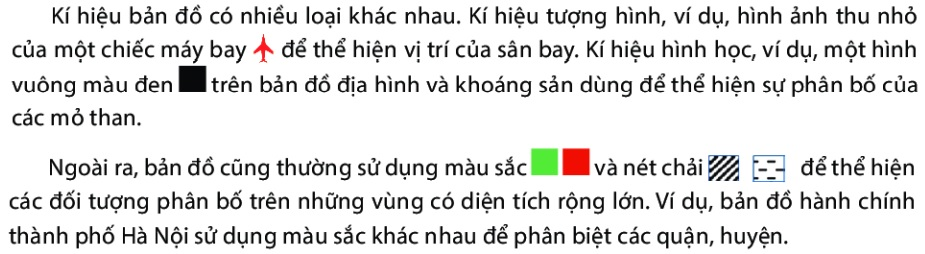 Kí hiệu bản đồ có nhiều loại khác nhau. Kí hiệu tượng hình, ví dụ, hình ảnh thu nhỏ
của một chiếc máy bay để thể hiện vị trí của sân bay. Kí hiệu hình học, ví dụ, một hình
vuông màu đen trên bản đồ địa hình và khoáng sản dùng để thể hiện sự phân bố của
các mỏ than.
Ngoài ra, bản đồ cũng thường sử dụng màu sắc và nét chải để thể hiện
các đối tượng phân bố trên những vùng có diện tích rộng lớn. Ví dụ, bản đồ hành chính
thành phố Hà Nội sử dụng màu sắc khác nhau để phân biệt các quận, huyện.